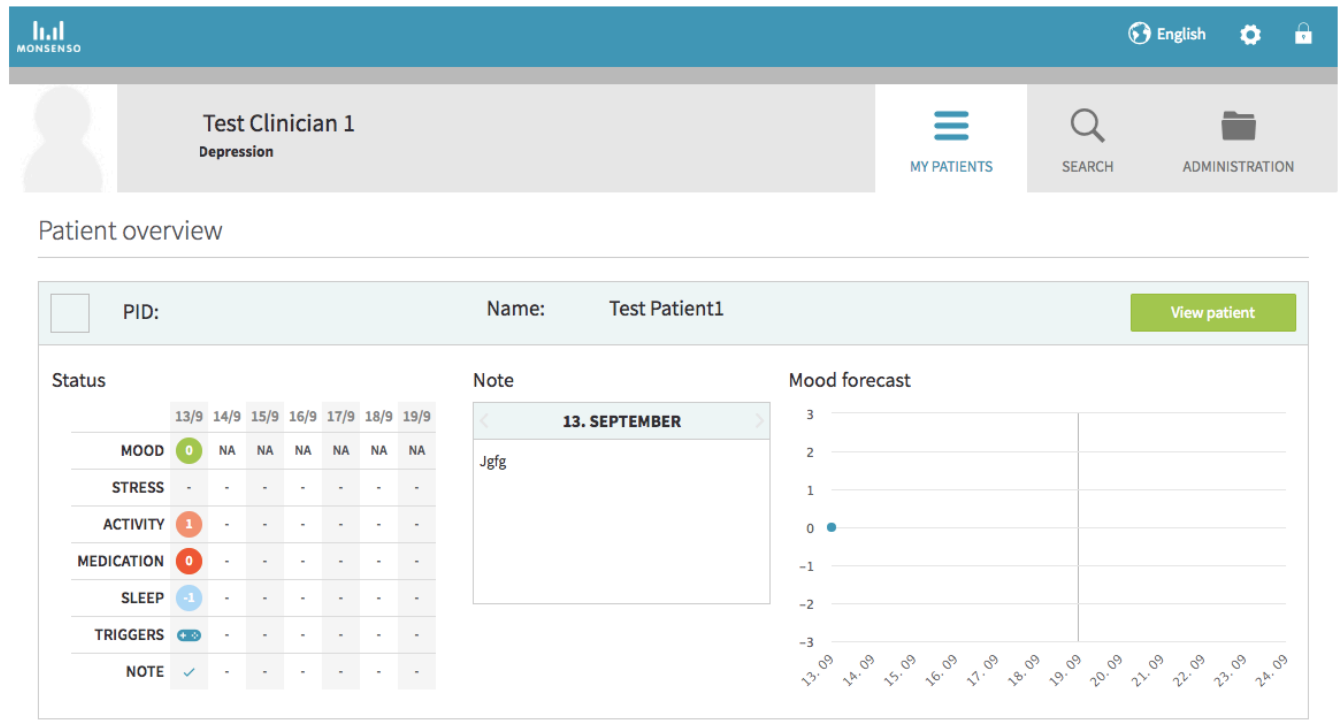 MONSENSO
English
Test Clinician 1
Depression
MY PATIENTS
SEARCH
ADMINISTRATION
Patient overview
PID:
Name: Test Patient1
View patient
Status
13/9 14/9 15/9 16/9 17/9 18/9 19/9
MOOD 0 NA NA NA NA NA NA
STRESS - - - - - - -
ACTIVITY 1 - - - - - -
MEDICATION 0 - - - - - -
SLEEP -1 - - - - - -
TRIGGERS - - - - - -
NOTE - - - - - -
Note
13. SEPTEMBER
Jgfg
Mood forecast
3
2
1
0
−1
−2
−3
13. 09 14. 09 15. 09 16. 09 17. 09 18. 09 19. 09 20. 09 21. 09 22. 09 23. 09 24. 09